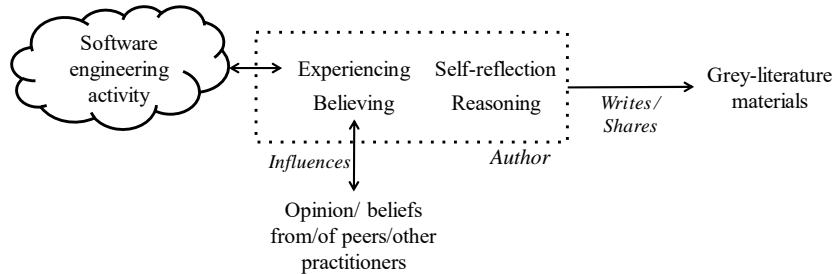 Software
engineering
activity
Experiencing
Believing
Self-reflection
Reasoning
Author
Influences
Opinion/ beliefs
from/of peers/other
practitioners
Writes/
Shares
Grey-literature
materials